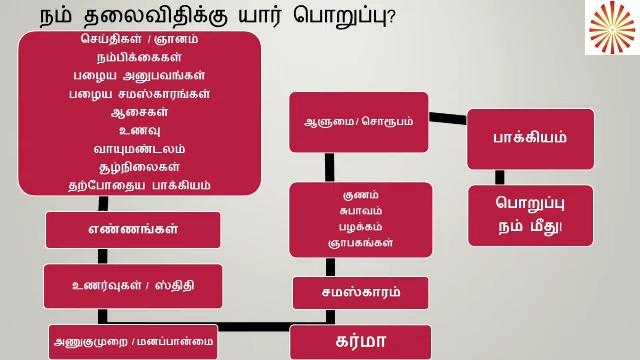 நம் தலைவிதிக்கு யார் பொறுப்பு?
செய்திகள் / ஞானம்
நம்பிக்கைகள்
பழைய அனுபவங்கள்
பழைய சமஸ்காரங்கள்
ஆசைகள்
உணவு
வாயுமண்டலம்
சூழ்நிலைகள்
தற்போதைய பாக்கியம்
எண்ணங்கள்
உணர்வுகள் / ஸ்திதி
அணுகுமுறை / மனப்பான்மை
கர்மா
சமஸ்காரம்
குணம்
சுபாவம்
பழக்கம்
ஞாபகங்கள்
ஆளுமை / சொரூபம்
பாக்கியம்
பொறுப்பு
நம் மீது!